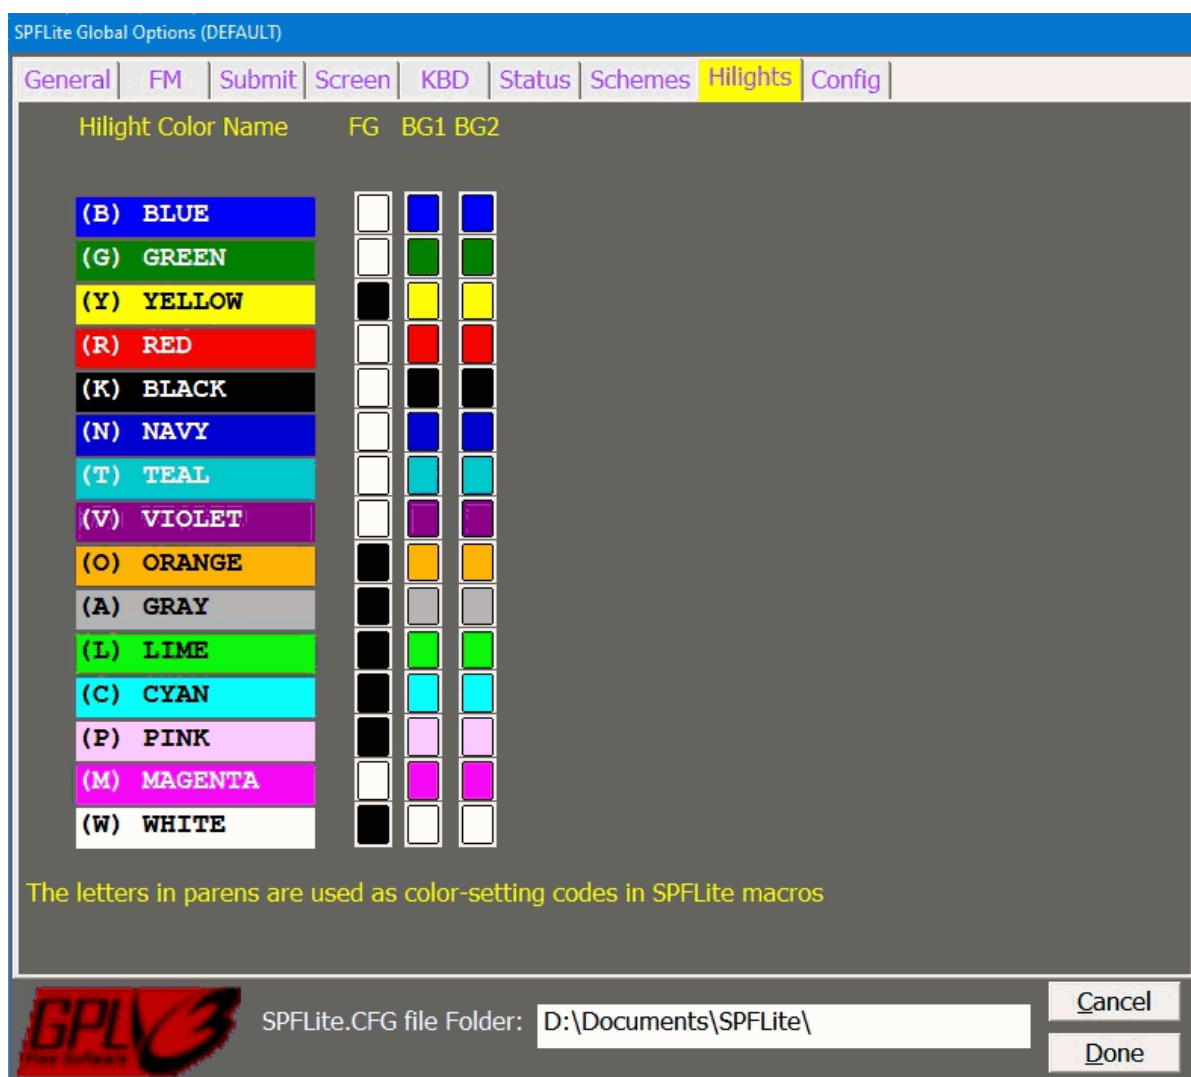 SPFLite Global Options (DEFAULT)
General FM Submit Screen KBD Status Schemes Hilights Config
Hilight Color Name FG BG1 BG2
(B) BLUE
(G) GREEN
(Y) YELLOW
(R) RED
(K) BLACK
(N) NAVY
(T) TEAL
(V) VIOLET
(O) ORANGE
(A) GRAY
(L) LIME
(C) CYAN
(P) PINK
(M) MAGENTA
(W) WHITE
The letters in parens are used as color-setting codes in SPFLite macros
GPLv3
Free Software
SPFLite.CFG file Folder: D:\Documents\SPFLite\
Cancel
Done